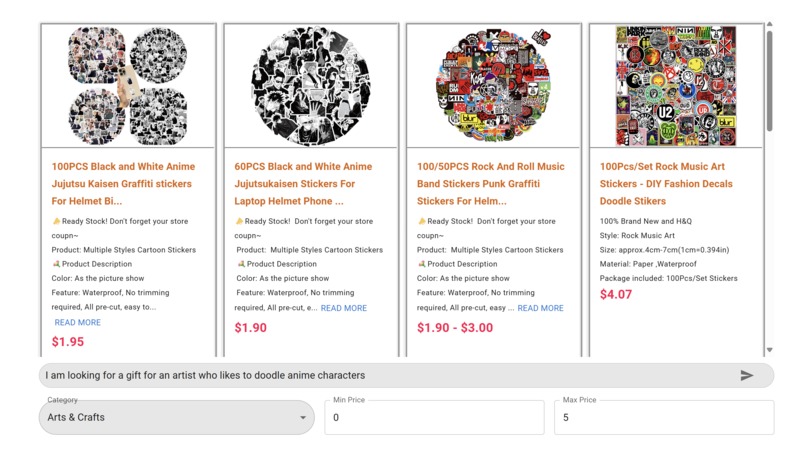 100PCS Black and White Anime
Jujutsu Kaisen Graffiti stickers
For Helmet Bi...
Ready Stock! Don't forget your store
coupn~
Product: Multiple Styles Cartoon Stickers
Product Description
Color: As the picture show
Feature: Waterproof, No trimming
required, All pre-cut, easy to...
READ MORE
$1.95
60PCS Black and White Anime
Jujutsukaisen Stickers For
Laptop Helmet Phone ...
Ready Stock! Don't forget your store
coupn~
Product: Multiple Styles Cartoon Stickers
Product Description
Color: As the picture show
Feature: Waterproof, No trimming
required, All pre-cut, e... READ MORE
$1.90
100/50PCS Rock And Roll Music
Band Stickers Punk Graffiti
Stickers For Helm...
Ready Stock! Don't forget your store
coupn~
Product: Multiple Styles Cartoon Stickers
Product Description
Color: As the picture show
Feature: Waterproof, No trimming
required, All pre-cut, easy ... READ MORE
$1.90 - $3.00
U2
blur
100Pcs/Set Rock Music Art
Stickers - DIY Fashion Decals
Doodle Stikers
100% Brand New and H&Q
Style: Rock Music Art
Size: approx.4cm-7cm(1cm=0.394in)
Material: Paper ,Waterproof
Package included: 100Pcs/Set Stickers
$4.07
I am looking for a gift for an artist who likes to doodle anime characters
Category
Arts & Crafts
Min Price
0
Max Price
5